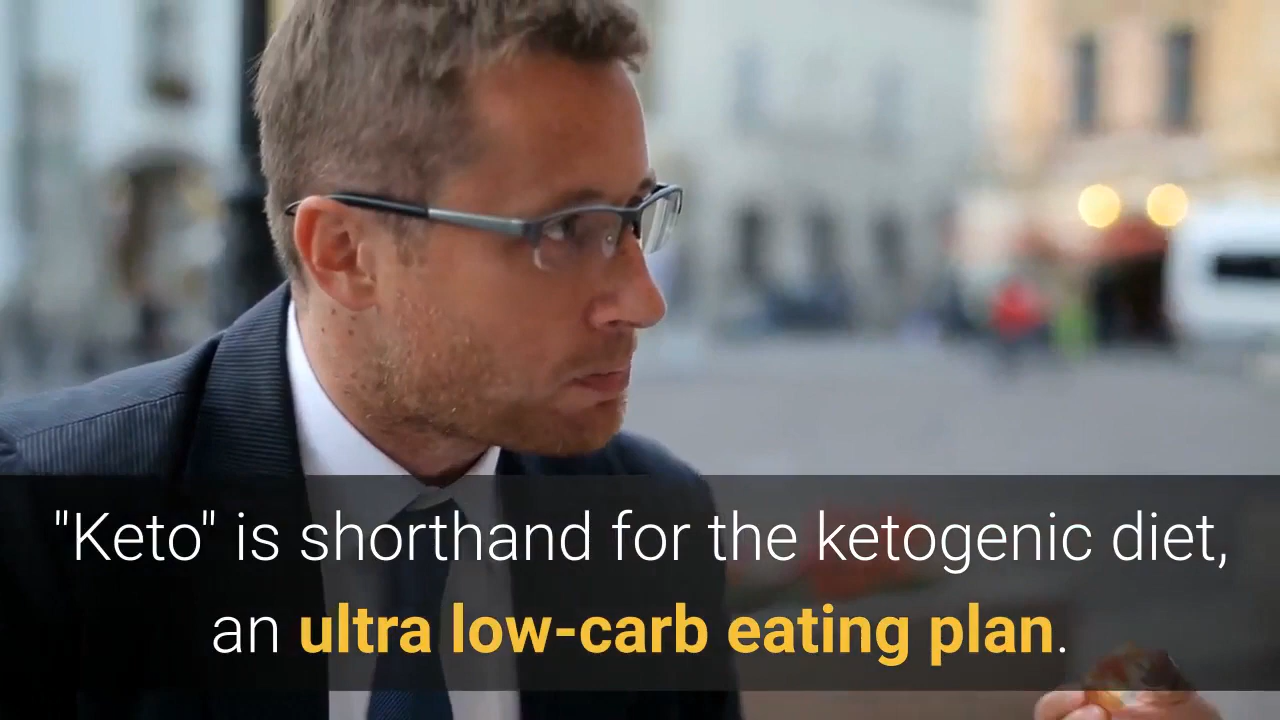 "Keto" is shorthand for the ketogenic diet,
an ultra low-carb eating plan.